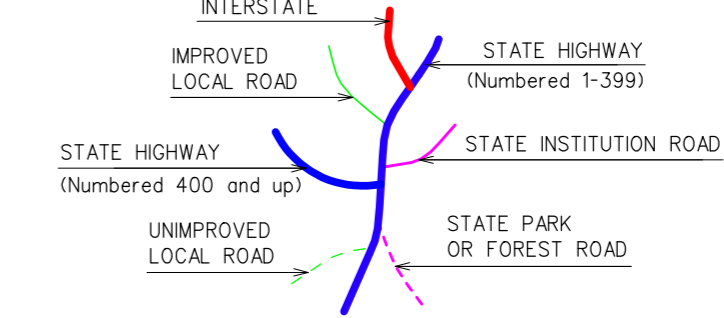 INTERSTATE
IMPROVED
LOCAL ROAD
STATE HIGHWAY
(Numbered 1-399)
STATE INSTITUTION ROAD
STATE HIGHWAY
(Numbered 400 and up)
UNIMPROVED
LOCAL ROAD
STATE PARK
OR FOREST ROAD